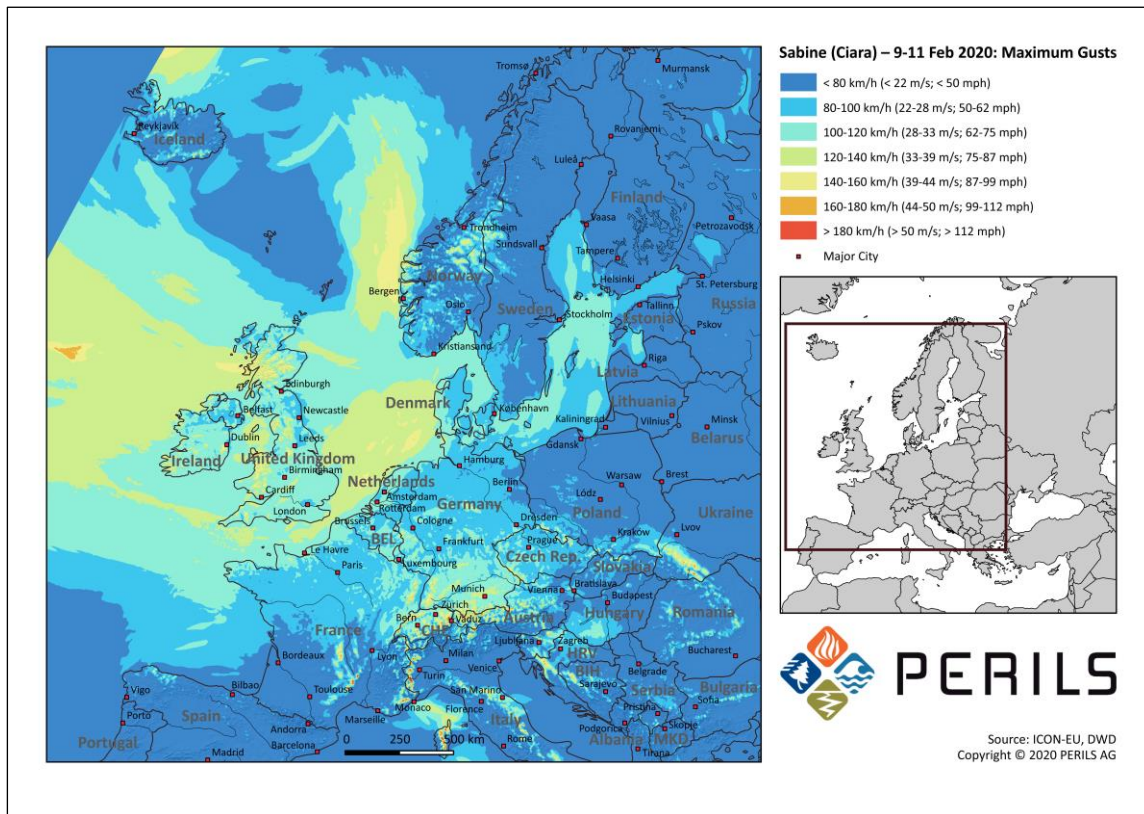 Sabine (Ciara) – 9-11 Feb 2020: Maximum Gusts
< 80 km/h (< 22 m/s; < 50 mph)
80-100 km/h (22-28 m/s; 50-62 mph)
100-120 km/h (28-33 m/s; 62-75 mph)
120-140 km/h (33-39 m/s; 75-87 mph)
140-160 km/h (39-44 m/s; 87-99 mph)
160-180 km/h (44-50 m/s; 99-112 mph)
> 180 km/h (> 50 m/s; > 112 mph)
Major City
Tromsø
Murmansk
Reykjavík
Iceland
Rovanjemi
Luleå
Finland
Vaasa
Petrozavodsk
Trondheim
Sundsvall
Tampere
Norway
Helsinki
St. Petersburg
Bergen
Oslo
Sweden
Tallinn
Russia
Stockholm
Estonia
Pskov
Kristiansand
Riga
Latvia
Edinburgh
Denmark
Lithuania
Belfast
Newcastle
København
Kaliningrad
Vilnius
Minsk
Belarus
Dublin
Leeds
Gdansk
Ireland
United Kingdom
Hamburg
Birmingham
Netherlands
Berlin
Warsaw
Brest
Cardiff
Amsterdam
Germany
Lódz
London
Rotterdam
Poland
Ukraine
Brussels
Cologne
Dresden
BEL
Prague
Kraków
Lvov
Le Havre
Frankfurt
Czech Rep.
Paris
Luxembourg
Slovakia
Munich
Vienna
Bratislava
Budapest
Zurich
Austria
Hungary
Romania
France
Bern
CHE
Vaduz
Ljubljana
Zagreb
HRV
Bordeaux
Lyon
Milan
Venice
BIH
Belgrade
Bucharest
Turin
Sarajevo
Serbia
Vigo
Bilbao
Toulouse
San Marino
Bulgaria
Porto
Spain
Marseille
Monaco
Florence
Italy
Pristina
Sofia
Andorra
Podgorica
Skopje
Portugal
Barcelona
Rome
Albania
MKD
Madrid
Tirana
0 250 500 km
PERILS
Source: ICON-EU, DWD
Copyright © 2020 PERILS AG